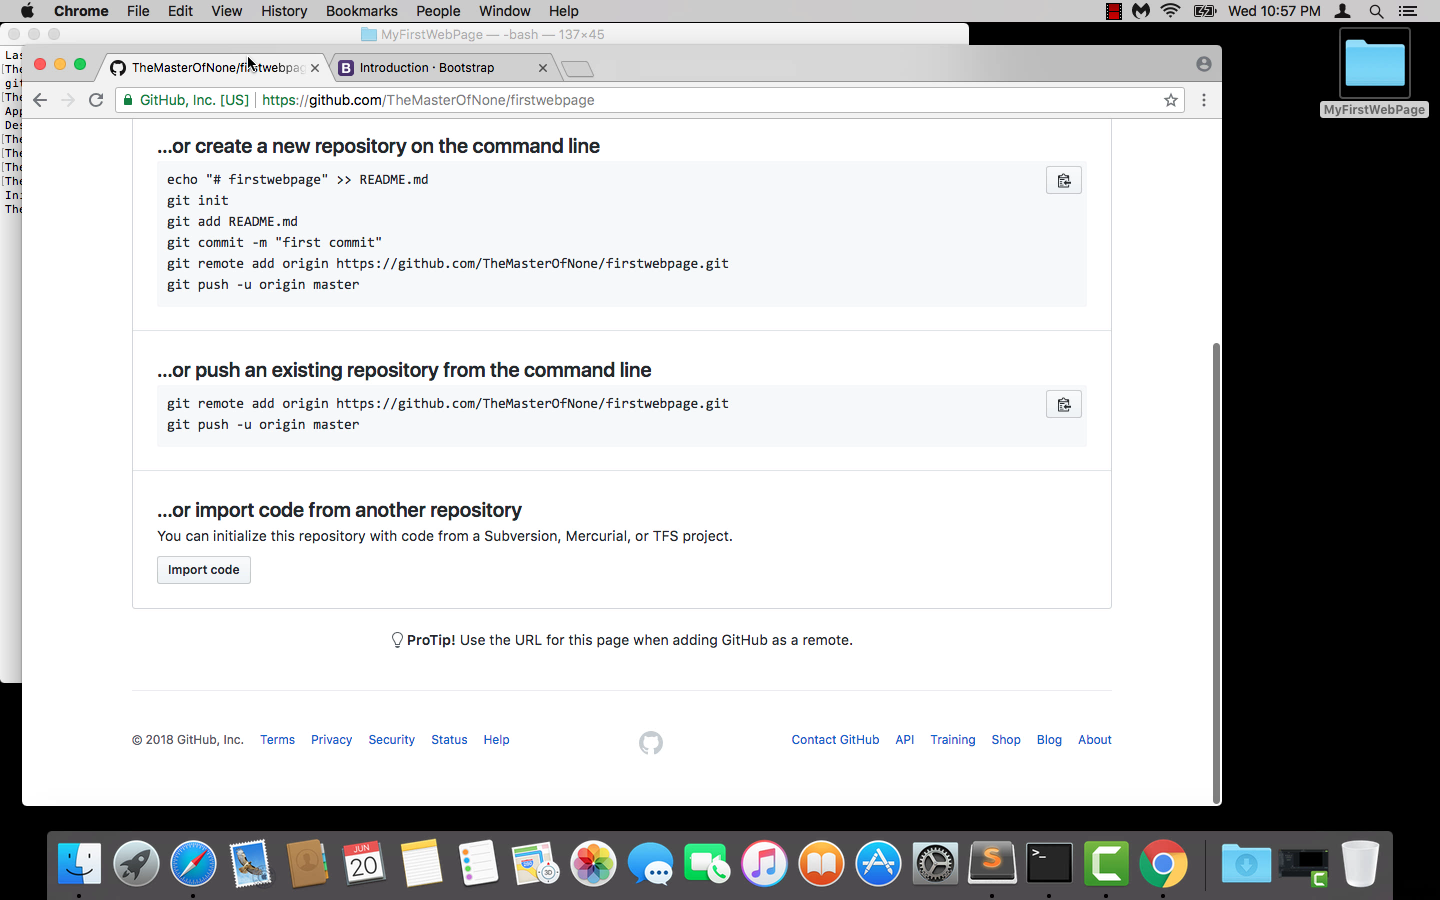 Chrome File Edit View History Bookmarks People Window Help Wed 10:57 PM
MyFirstWebPage — -bash — 137×45
MyFirstWebPage
TheMasterOfNone/firstwebpag Introduction · Bootstrap
GitHub, Inc. [US] https://github.com/TheMasterOfNone/firstwebpage
Las
[The
git
[The
App
Des
[The
[The
[The
[The
Ini
The
...or create a new repository on the command line
echo "# firstwebpage" >> README.md
git init
git add README.md
git commit -m "first commit"
git remote add origin https://github.com/TheMasterOfNone/firstwebpage.git
git push -u origin master
...or push an existing repository from the command line
git remote add origin https://github.com/TheMasterOfNone/firstwebpage.git
git push -u origin master
...or import code from another repository
You can initialize this repository with code from a Subversion, Mercurial, or TFS project.
Import code
ProTip! Use the URL for this page when adding GitHub as a remote.
© 2018 GitHub, Inc. Terms Privacy Security Status Help Contact GitHub API Training Shop Blog About
JUN
20
3D